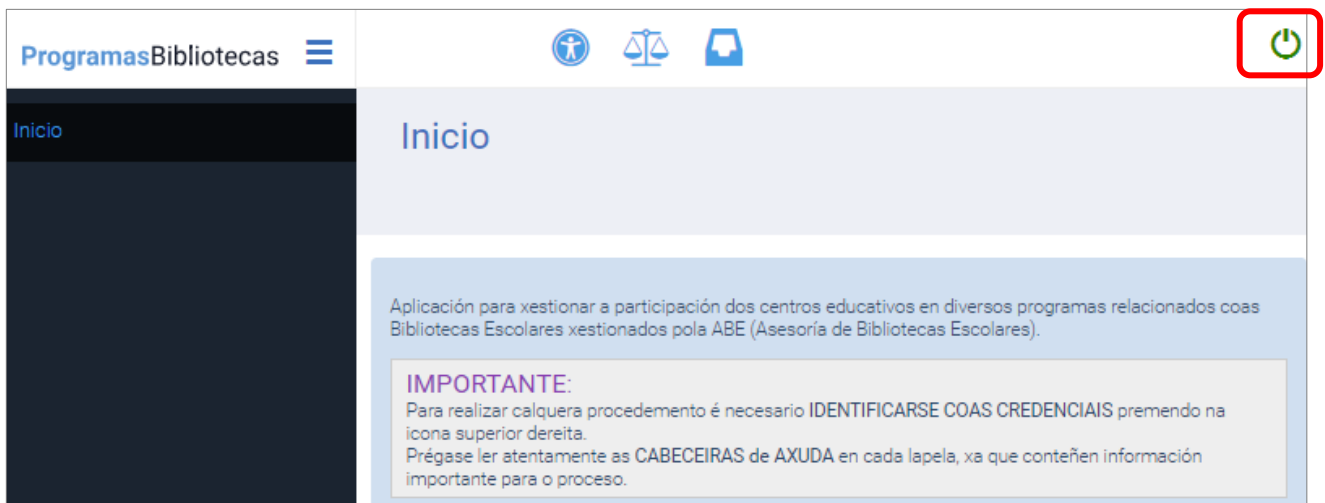 ProgramasBibliotecas
Inicio
Inicio
Aplicación para xestionar a participación dos centros educativos en diversos programas relacionados coas
Bibliotecas Escolares xestionados pola ABE (Asesoría de Bibliotecas Escolares).
IMPORTANTE:
Para realizar calquera procedemento é necesario IDENTIFICARSE COAS CREDENCIAIS premendo na
icona superior dereita.
Prégase ler atentamente as CABECEIRAS de AXUDA en cada lapela, xa que conteñen información
importante para o proceso.